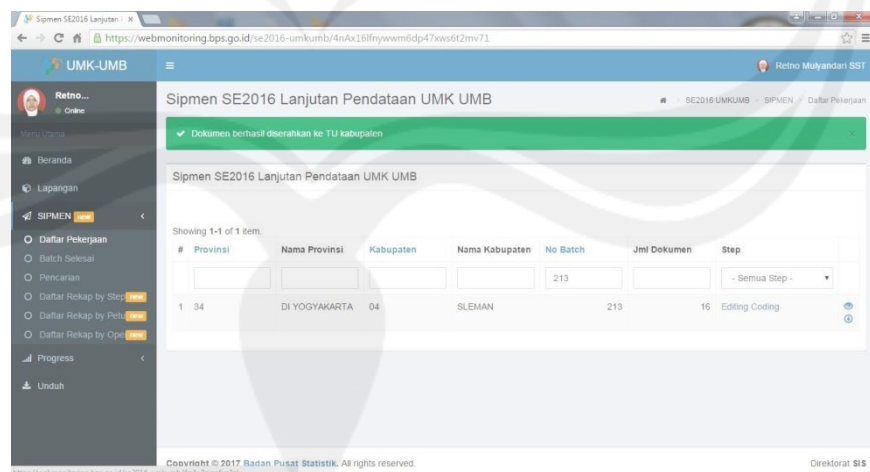 Sipmen SE2016 Lanjutan
https://webmonitoring.bps.go.id/se2016-umkumb/4nAx16lfnywwm6dp47xws6t2mv71
UMK-UMB
Retno Mulyandari SST
Retno...
Online
Menu Utama
Beranda
Lapangan
SIPMEN new
Daftar Pekerjaan
Batch Selesai
Pencarian
Daftar Rekap by Step new
Daftar Rekap by Petu new
Daftar Rekap by Ope new
Progress
Unduh
Sipmen SE2016 Lanjutan Pendataan UMK UMB
SE2016 UMKUMB > SIPMEN > Daftar Pekerjaan
Dokumen berhasil diserahkan ke TU kabupaten
Sipmen SE2016 Lanjutan Pendataan UMK UMB
Showing 1-1 of 1 item.
# Provinsi Nama Provinsi Kabupaten Nama Kabupaten No Batch Jml Dokumen Step
213 - Semua Step -
1 34 DI YOGYAKARTA 04 SLEMAN 213 16 Editing Coding
Copyright © 2017 Badan Pusat Statistik. All rights reserved.
Direktorat SIS